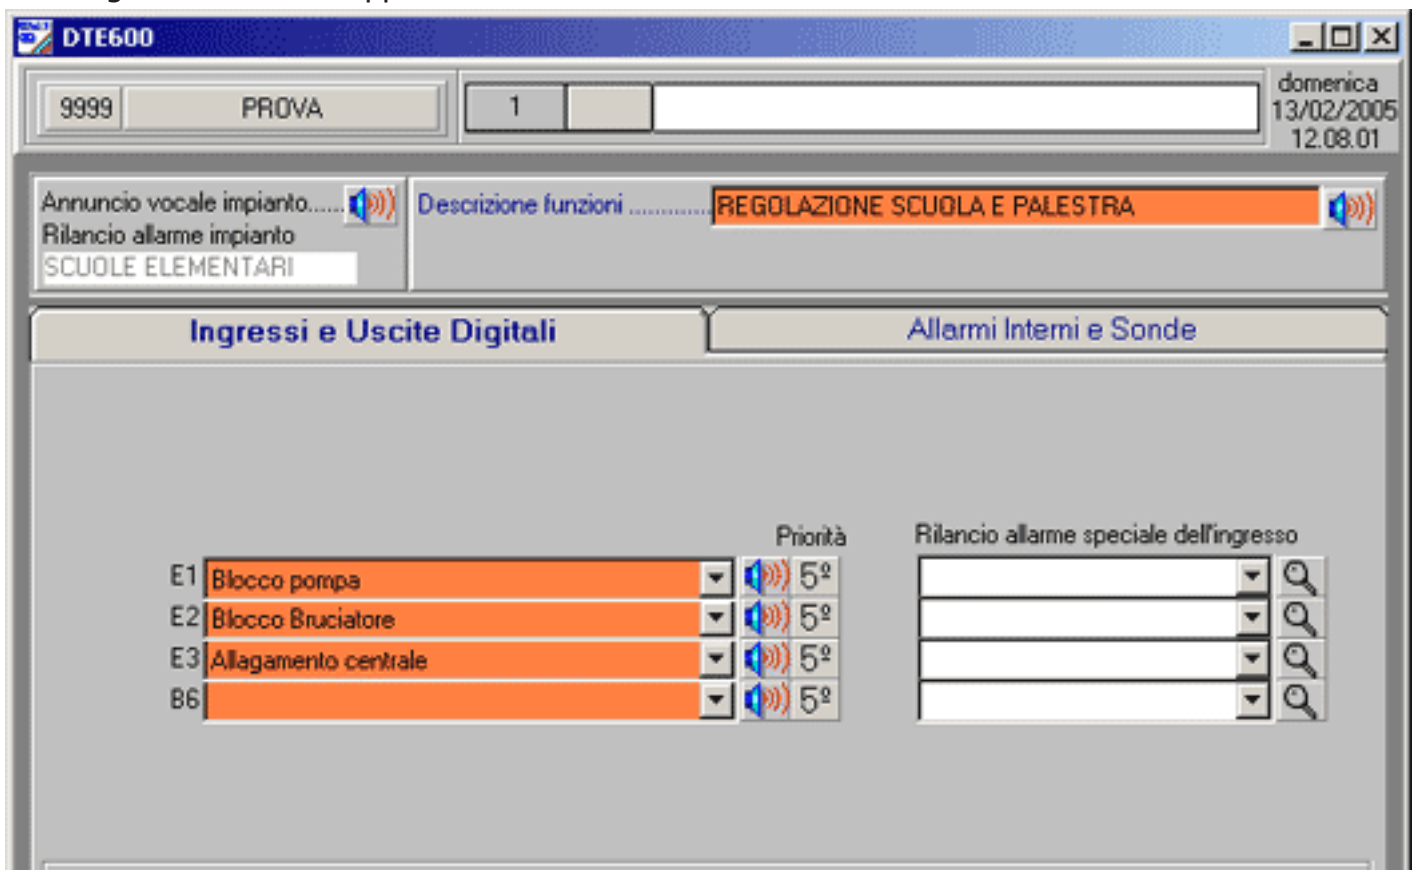 DTE600
9999 PROVA 1
domenica
13/02/2005
12.08.01
Annuncio vocale impianto......
Rilancio allarme impianto
SCUOLE ELEMENTARI
Descrizione funzioni ............. REGOLAZIONE SCUOLA E PALESTRA
Ingressi e Uscite Digitali
Allarmi Interni e Sonde
Priorità
Rilancio allarme speciale dell'ingresso
E1 Blocco pompa 5º
E2 Blocco Bruciatore 5º
E3 Allagamento centrale 5º
B6 5º